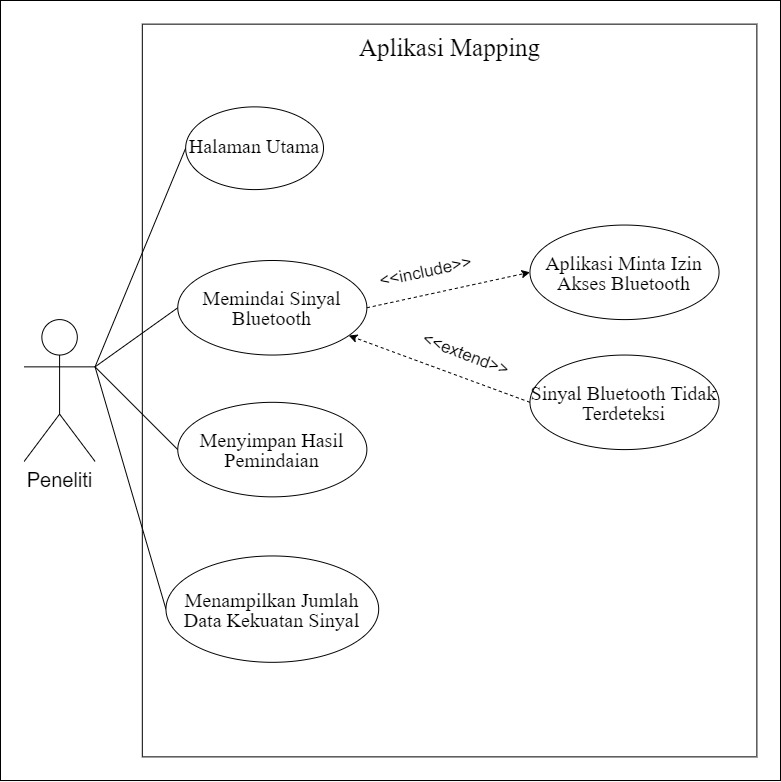 Aplikasi Mapping
Halaman Utama
Memindai Sinyal
Bluetooth
<<include>>
Aplikasi Minta Izin
Akses Bluetooth
<<extend>>
Sinyal Bluetooth Tidak
Terdeteksi
Menyimpan Hasil
Pemindaian
Peneliti
Menampilkan Jumlah
Data Kekuatan Sinyal